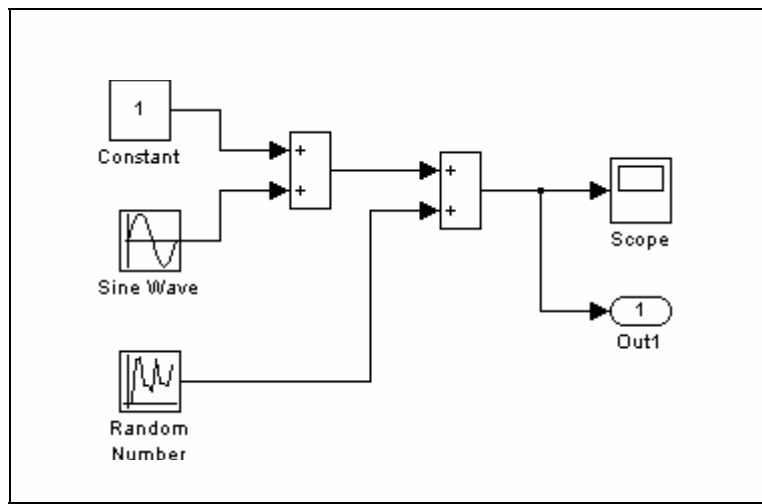 1
Constant
+
+
Sine Wave
+
+
Scope
1
Out1
Random
Number